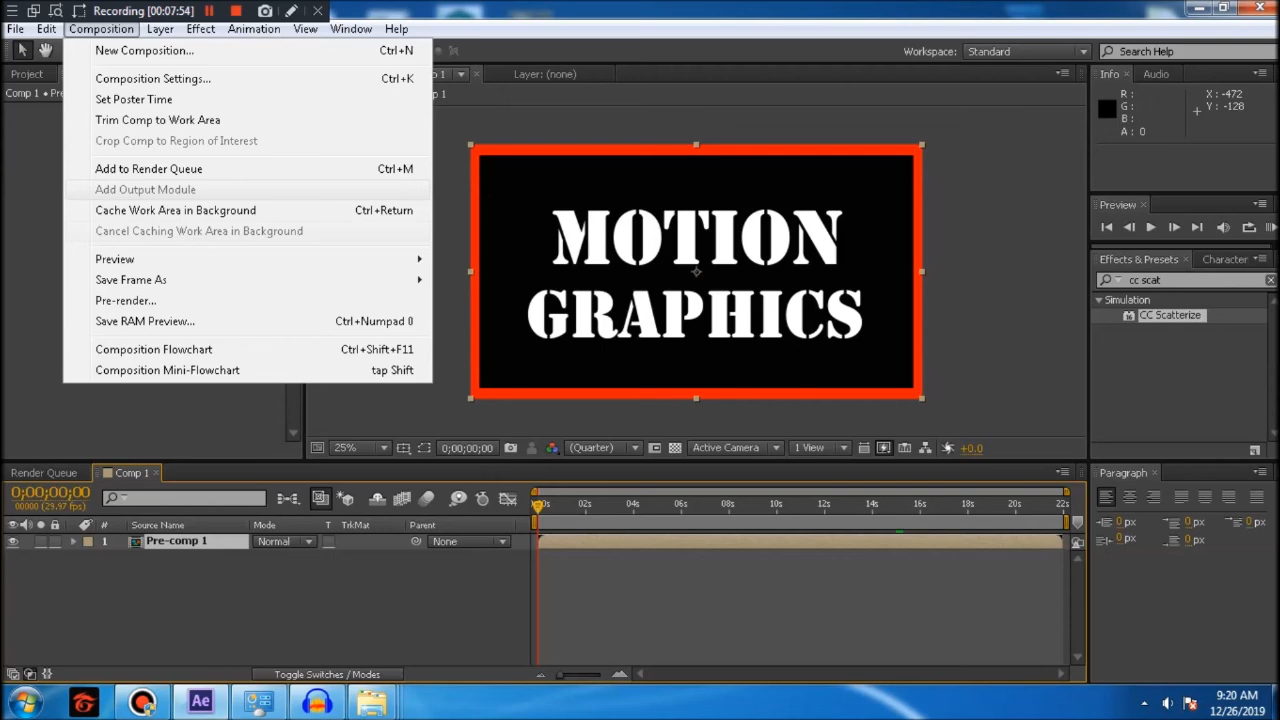 Recording [00:07:54]
File Edit Composition Layer Effect Animation View Window Help
New Composition... Ctrl+N
Composition Settings... Ctrl+K
Set Poster Time
Trim Comp to Work Area
Crop Comp to Region of Interest
Add to Render Queue Ctrl+M
Add Output Module
Cache Work Area in Background Ctrl+Return
Cancel Caching Work Area in Background
Preview
Save Frame As
Pre-render...
Save RAM Preview... Ctrl+Numpad 0
Composition Flowchart Ctrl+Shift+F11
Composition Mini-Flowchart tap Shift
Workspace: Standard Search Help
Project
Comp 1
1 Layer: (none)
p 1
MOTION
GRAPHICS
25% 0;00;00;00 (Quarter) Active Camera 1 View +0.0
Info Audio
R : X : -472
G : Y : -128
B :
A : 0
Preview
Effects & Presets Character
cc scat
Simulation
CC Scatterize
Render Queue Comp 1
0;00;00;00
00000 (29.97 fps)
# Source Name Mode T TrkMat Parent
1 Pre-comp 1 Normal None
02s 04s 06s 08s 10s 12s 14s 16s 18s 20s 22s
Toggle Switches / Modes
Paragraph
0 px 0 px 0 px
0 px 0 px
Ae
9:20 AM
12/26/2019